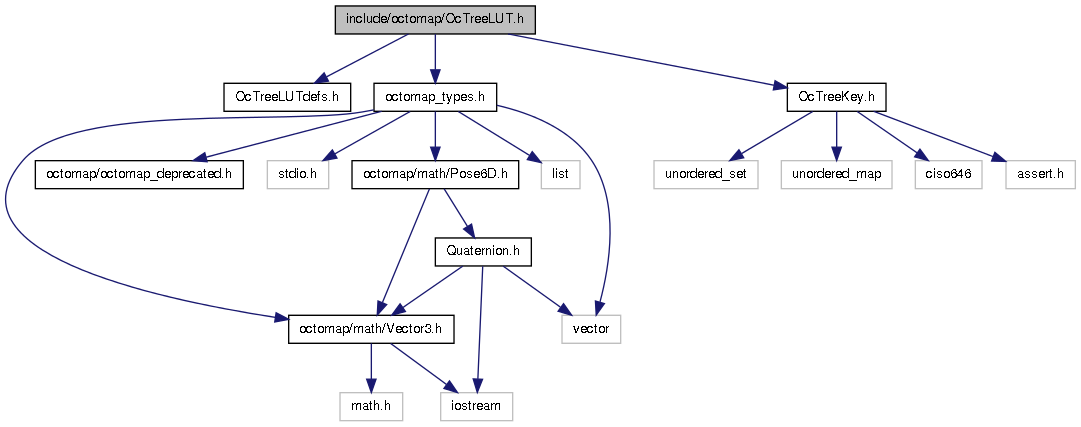 include/octomap/OcTreeLUT.h
OcTreeLUTdefs.h
octomap_types.h
OcTreeKey.h
octomap/octomap_deprecated.h
stdio.h
octomap/math/Pose6D.h
list
unordered_set
unordered_map
ciso646
assert.h
Quaternion.h
octomap/math/Vector3.h
vector
math.h
iostream